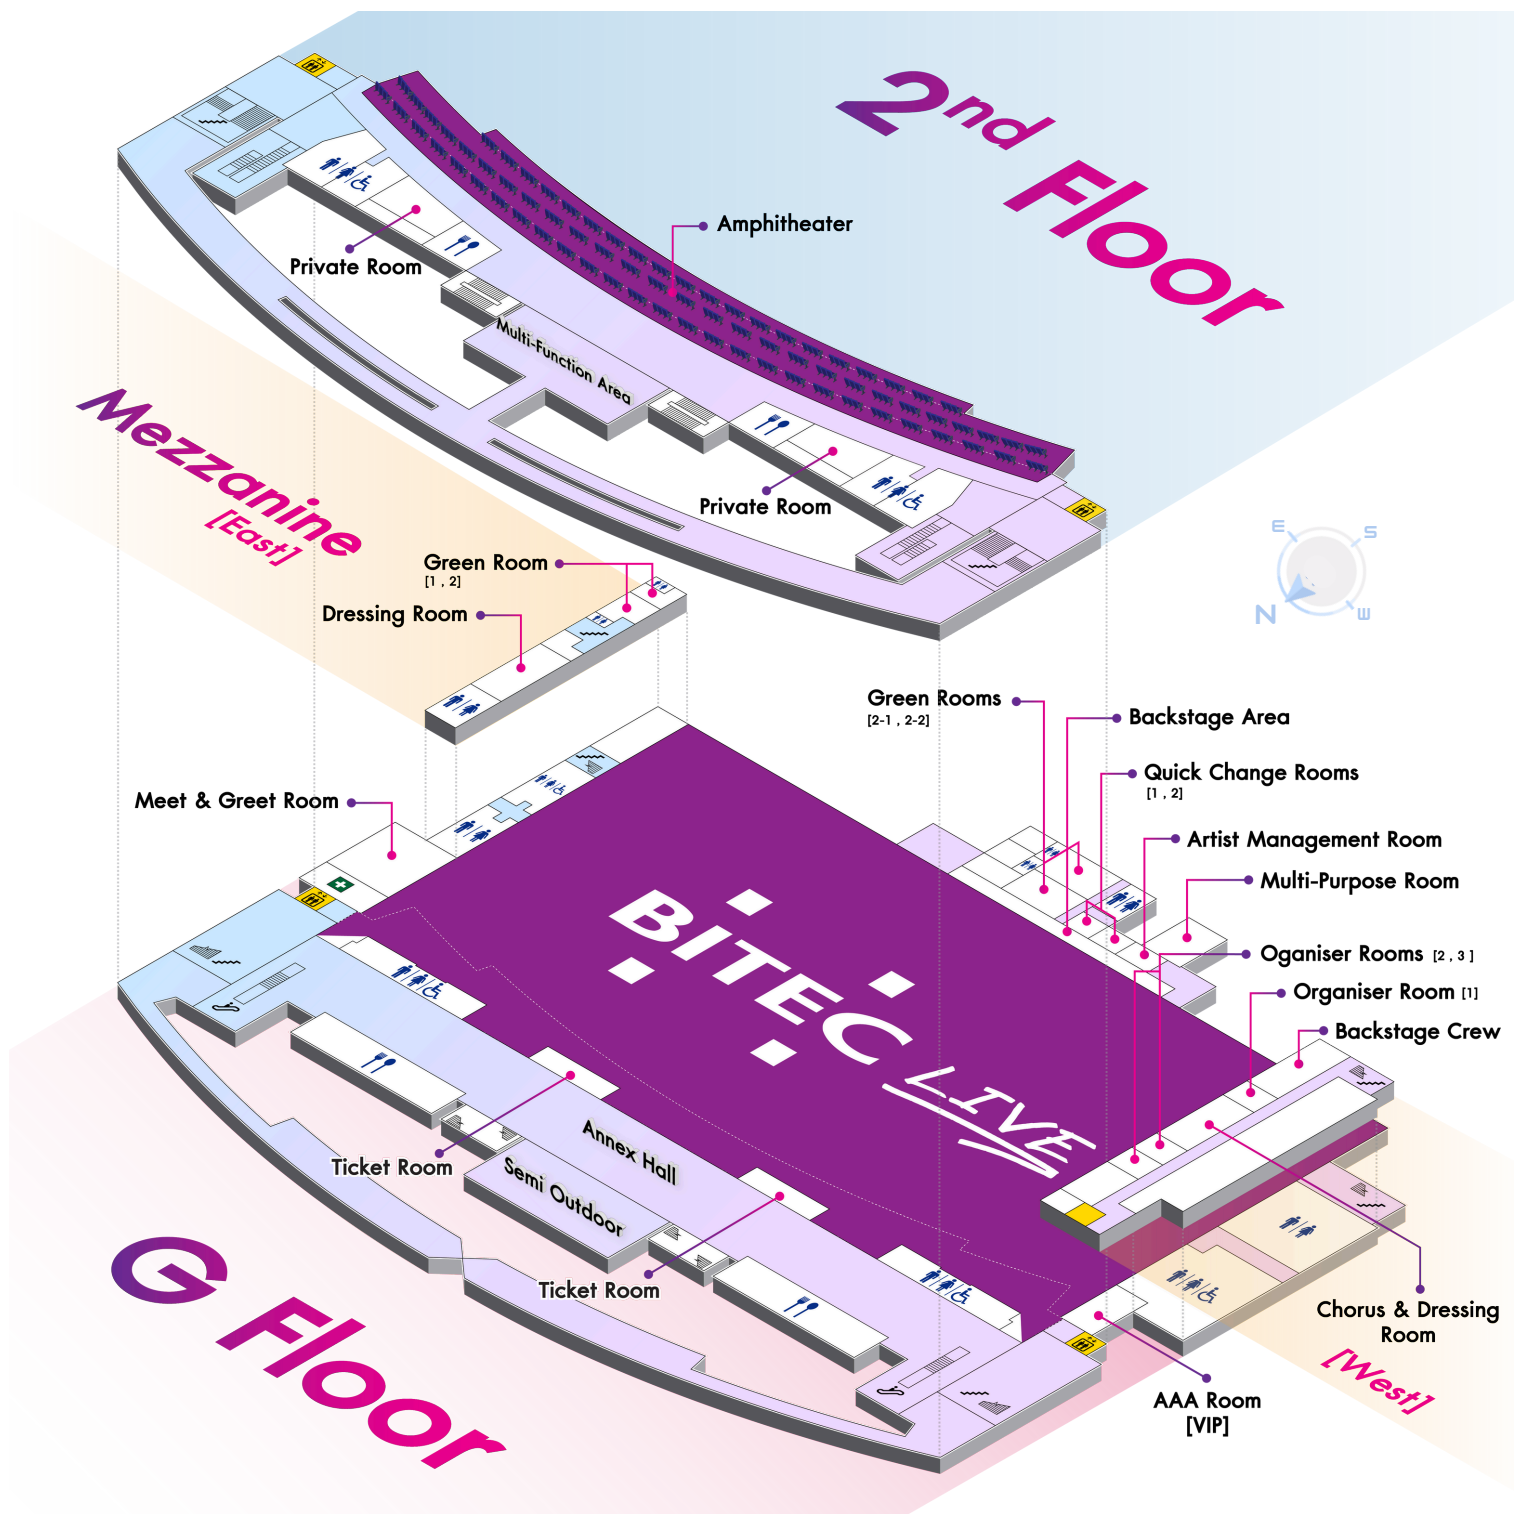 2nd Floor
Amphitheater
Private Room
Multi-Function Area
Private Room
Mezzanine
[East]
Green Room
[1 , 2]
Dressing Room
E
S
N
W
Green Rooms
[2-1 , 2-2]
Backstage Area
Quick Change Rooms
[1 , 2]
Meet & Greet Room
Artist Management Room
Multi-Purpose Room
Oganiser Rooms [2 , 3 ]
Organiser Room [1]
Backstage Crew
BITEC
LIVE
Annex Hall
Ticket Room
Semi Outdoor
Ticket Room
G Floor
Chorus & Dressing
Room
[West]
AAA Room
[VIP]